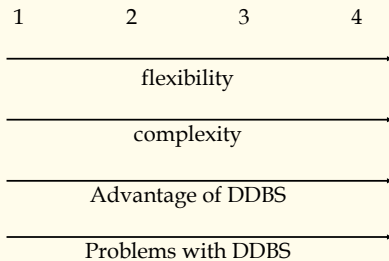 1 2 3 4
flexibility
complexity
Advantage of DDBS
Problems with DDBS